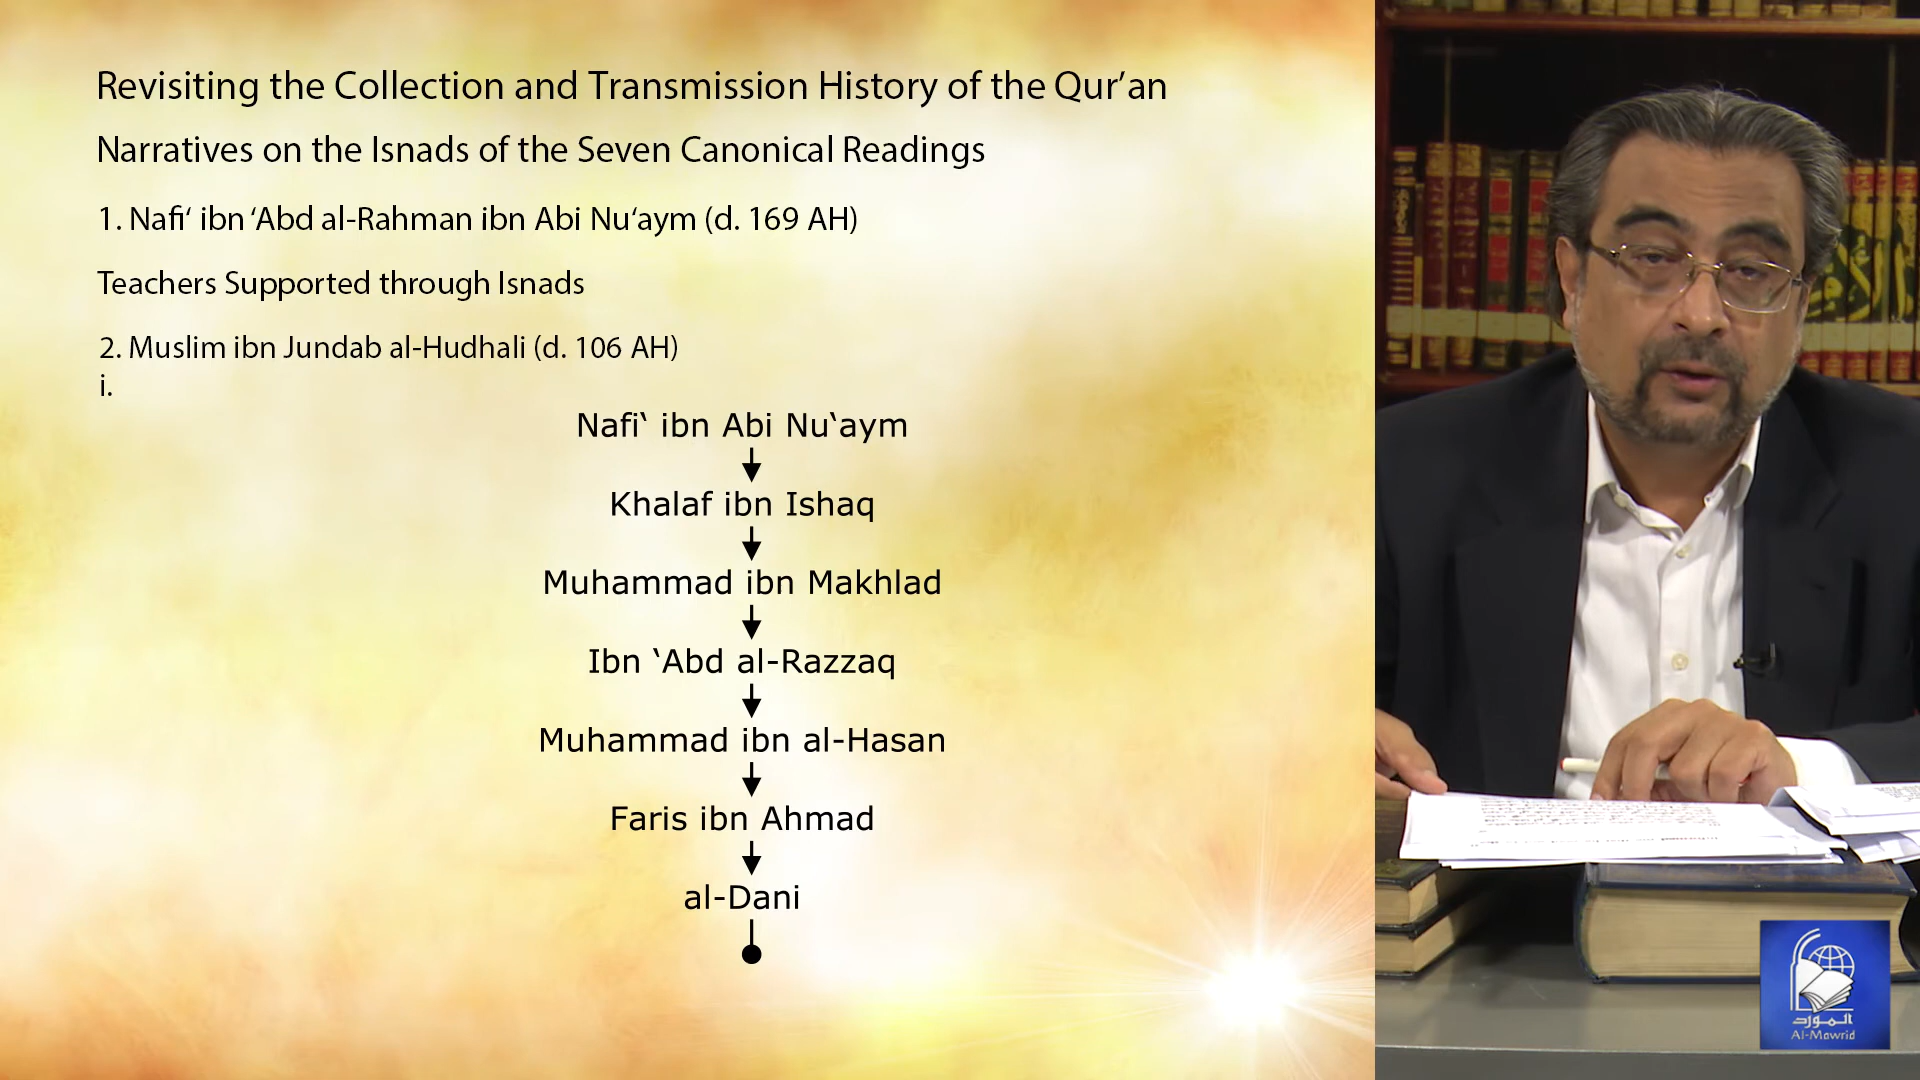 Revisiting the Collection and Transmission History of the Qur’an
Narratives on the Isnads of the Seven Canonical Readings
1. Nafi‘ ibn ‘Abd al-Rahman ibn Abi Nu‘aym (d. 169 AH)
Teachers Supported through Isnads
2. Muslim ibn Jundab al-Hudhali (d. 106 AH)
i.
Nafi‘ ibn Abi Nu‘aym
Khalaf ibn Ishaq
Muhammad ibn Makhlad
Ibn ‘Abd al-Razzaq
Muhammad ibn al-Hasan
Faris ibn Ahmad
al-Dani
المورد
Al-Mawrid